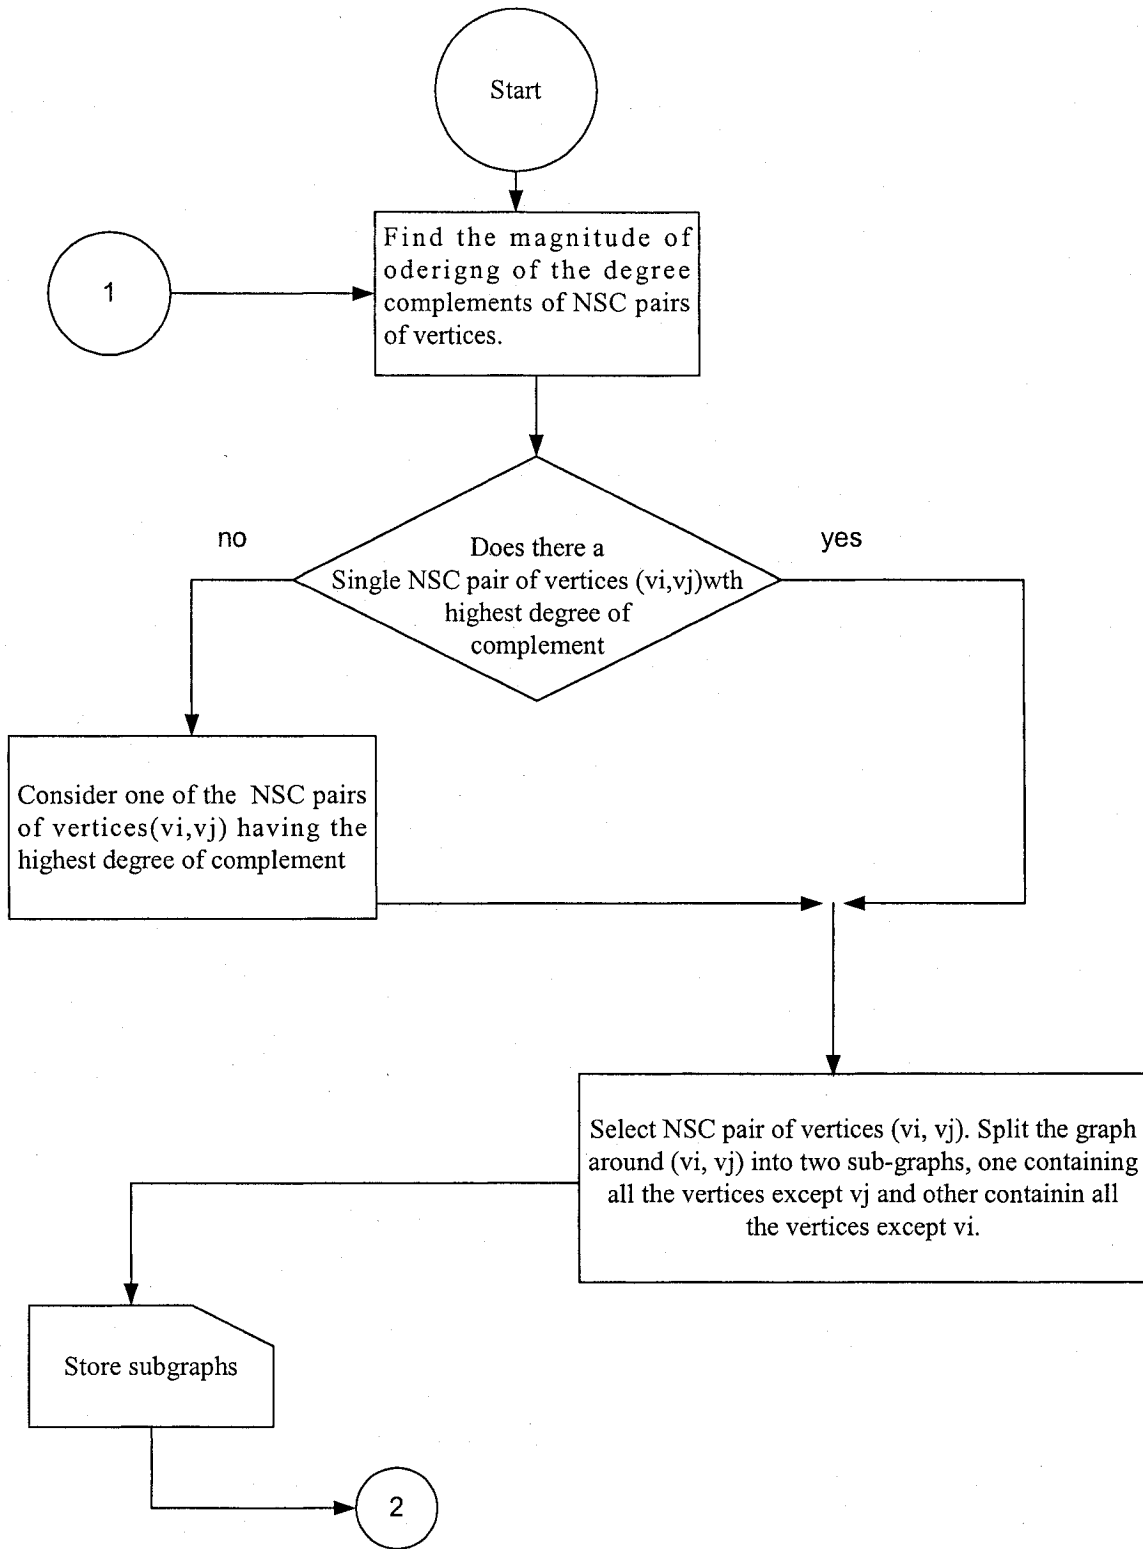 Start
Find the magnitude of
oderigng of the degree
complements of NSC pairs
of vertices.
1
no
yes
Does there a
Single NSC pair of vertices (vi,vj)wth
highest degree of
complement
Consider one of the NSC pairs
of vertices(vi,vj) having the
highest degree of complement
Select NSC pair of vertices (vi, vj). Split the graph
around (vi, vj) into two sub-graphs, one containing
all the vertices except vj and other containin all
the vertices except vi.
Store subgraphs
2